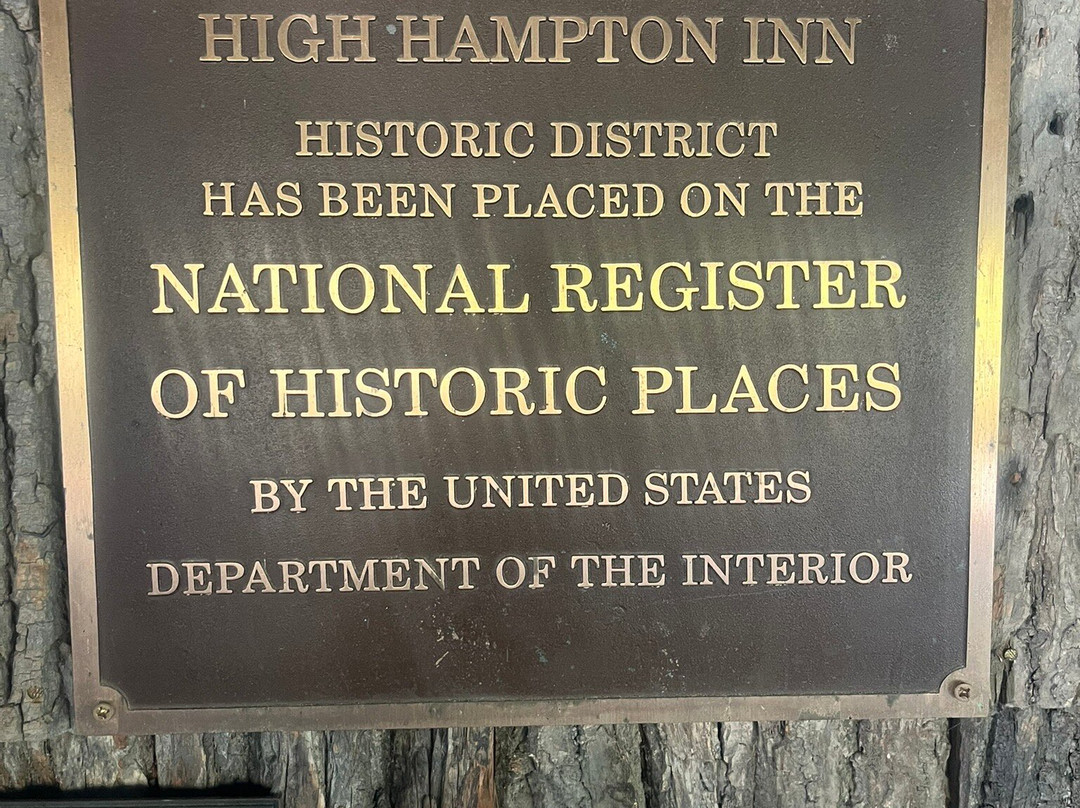 HIGH HAMPTON INN
HISTORIC DISTRICT
HAS BEEN PLACED ON THE
NATIONAL REGISTER
OF HISTORIC PLACES
BY THE UNITED STATES
DEPARTMENT OF THE INTERIOR